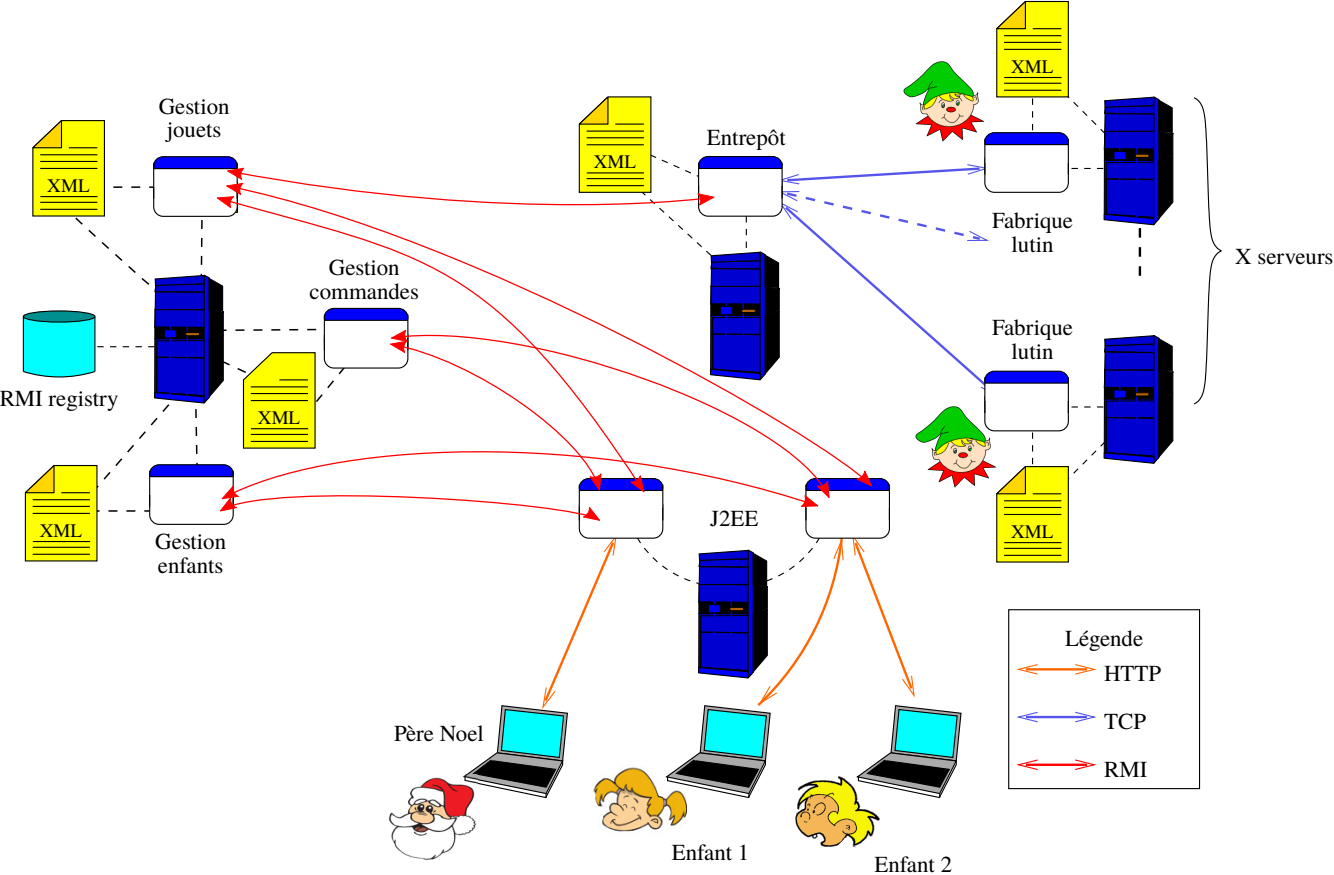 XML
Gestion
jouets
XML
Entrepôt
XML
Fabrique
lutin
X serveurs
XML
Gestion
commandes
RMI registry
XML
Fabrique
lutin
XML
Gestion
enfants
J2EE
XML
Légende
HTTP
TCP
RMI
Père Noel
Enfant 1
Enfant 2